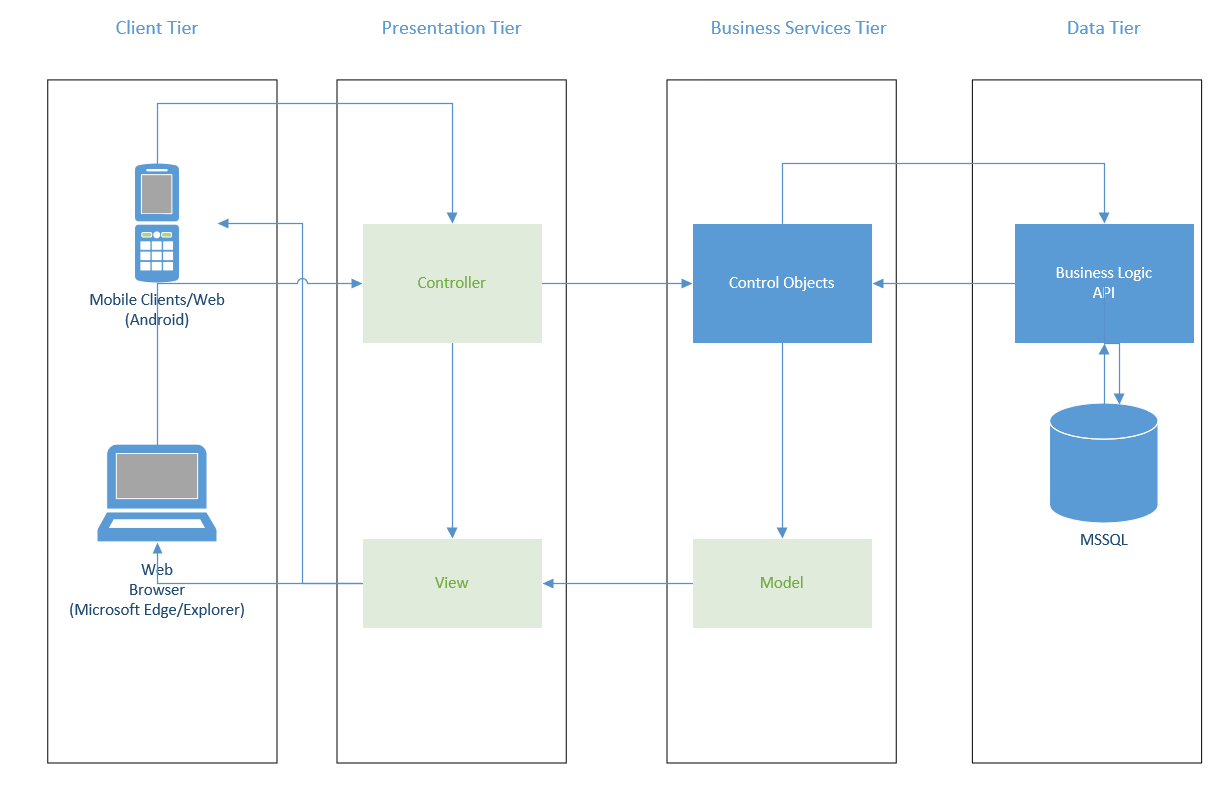 Client Tier
Presentation Tier
Business Services Tier
Data Tier
Mobile Clients/Web
(Android)
Controller
Control Objects
Business Logic
API
Web
Browser
(Microsoft Edge/Explorer)
View
Model
MSSQL